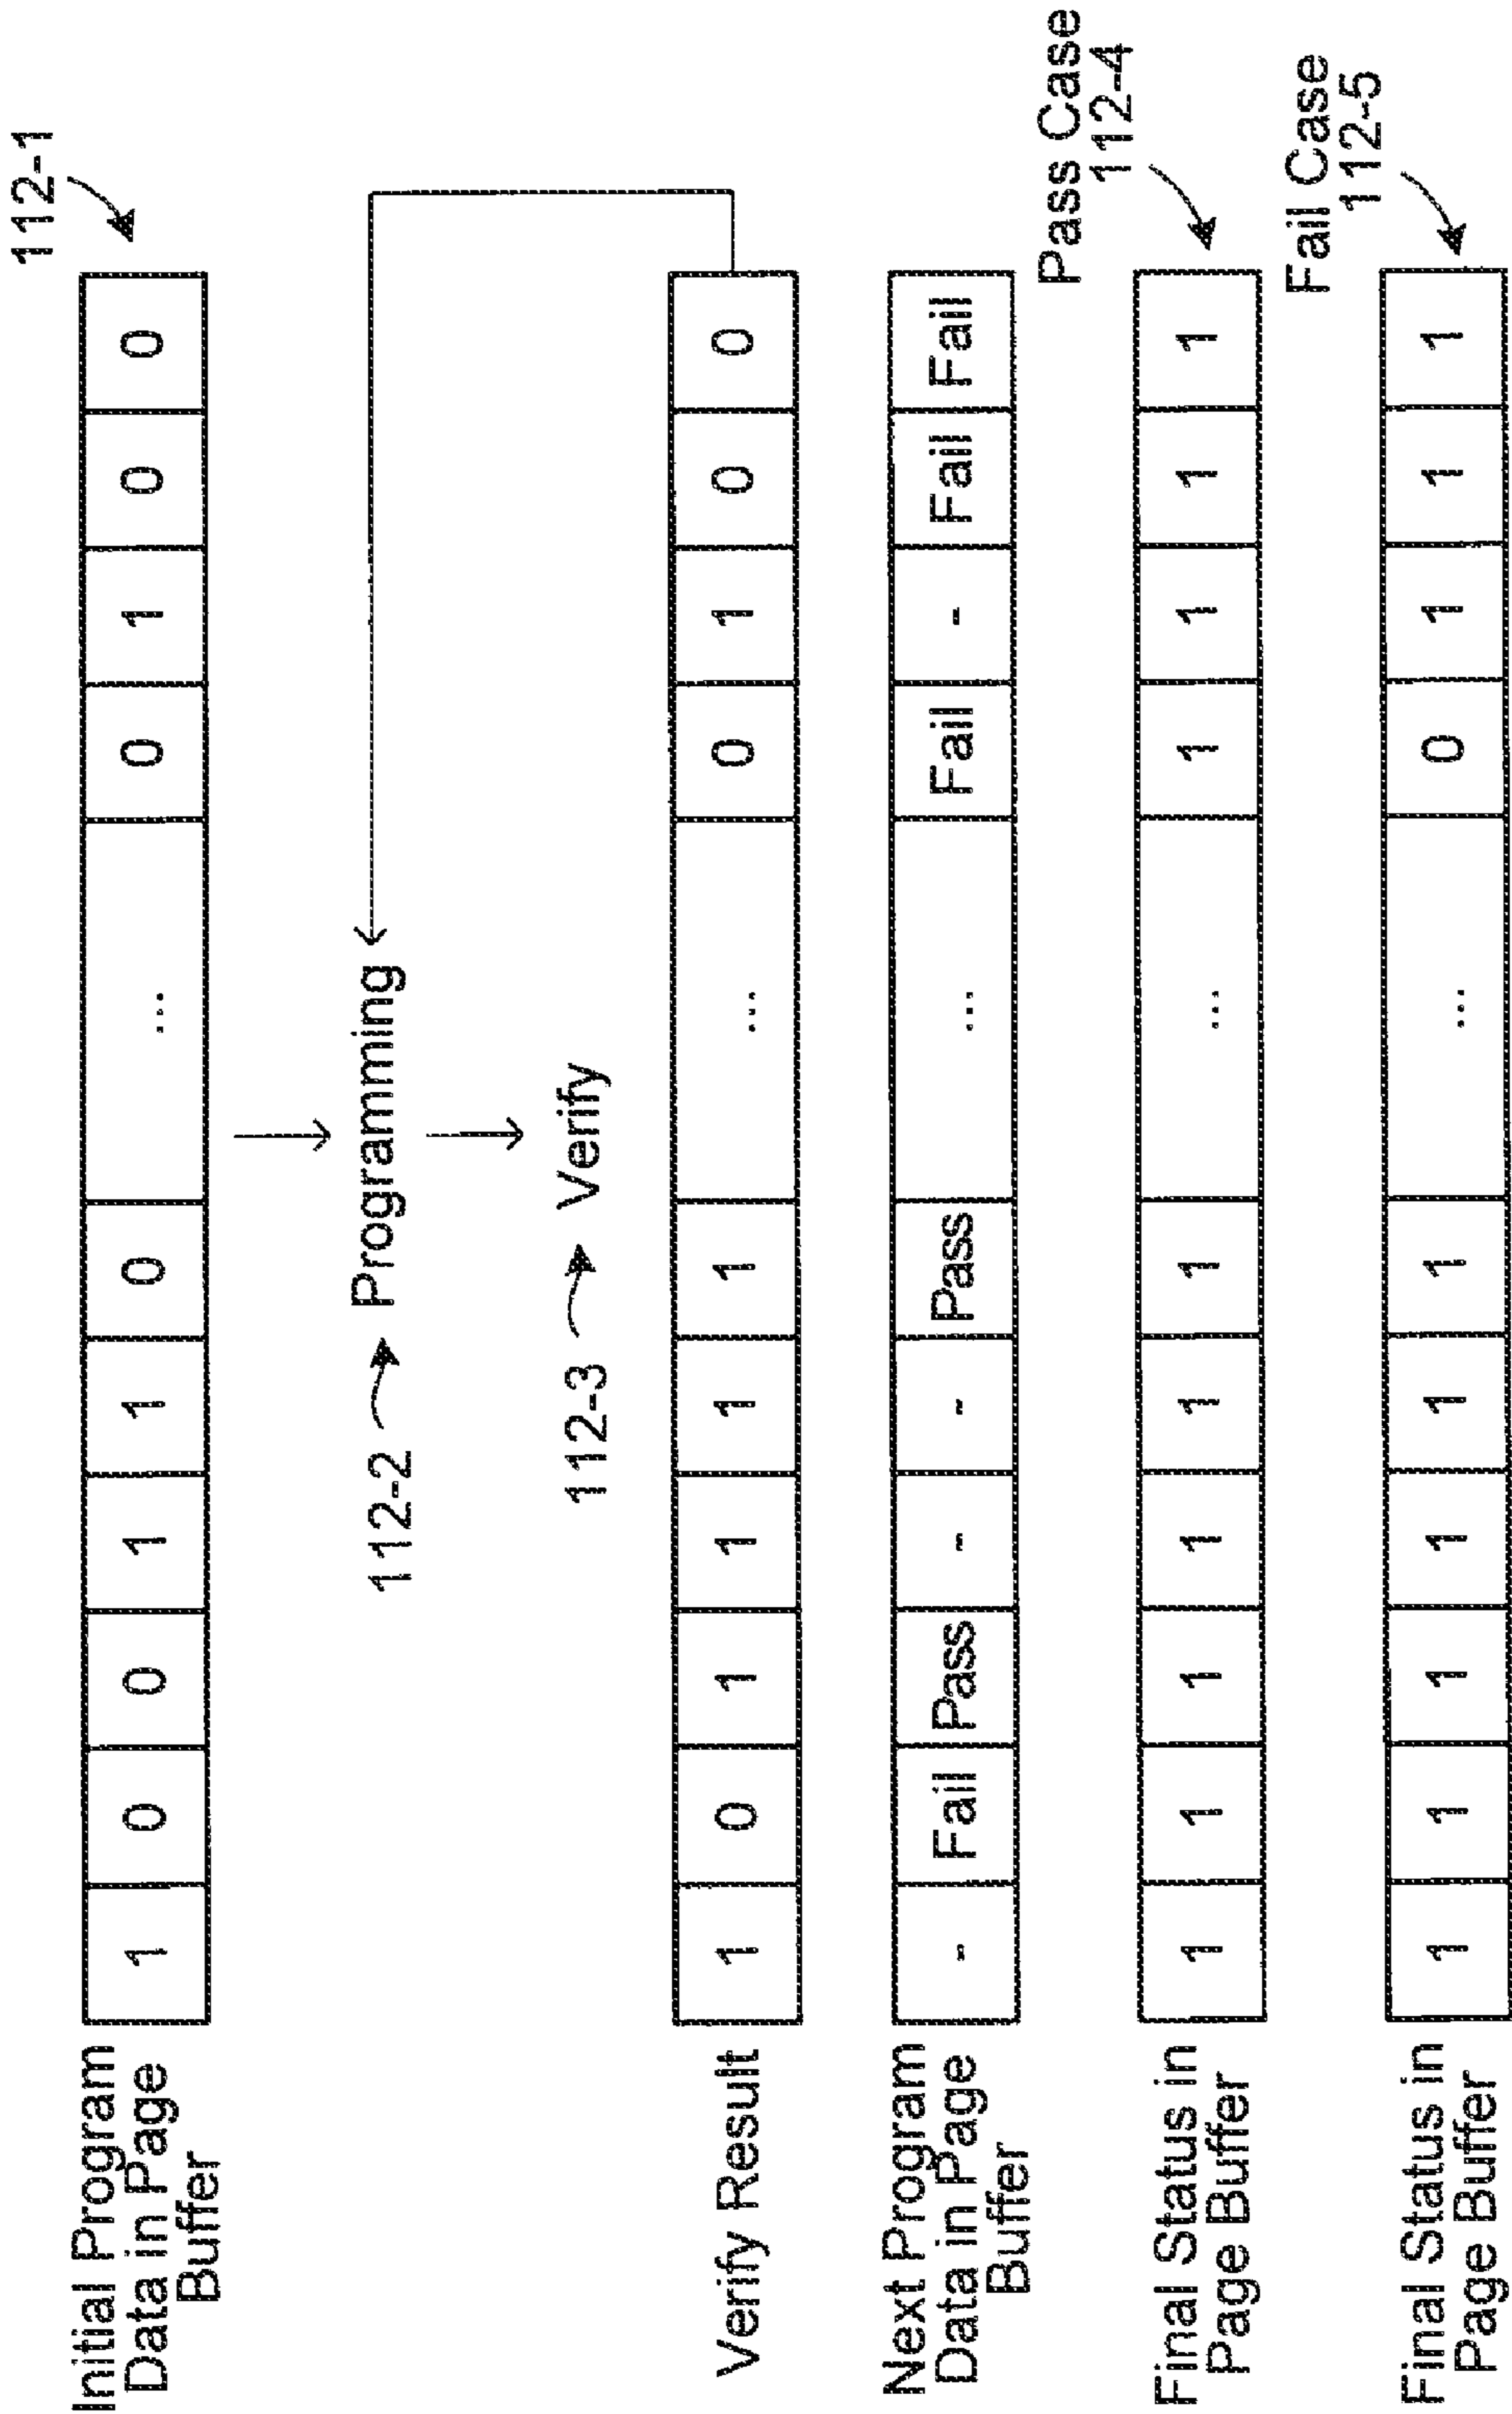 112-1
Initial Program
Data in Page
Buffer
1 0 0 1 1 0 ... 0 1 0 0
112-2 Programming
112-3 Verify
Verify Result
1 0 1 1 1 1 ... 0 1 0 0
Next Program
Data in Page
Buffer
- Fail Pass - - Pass ... Fail - Fail Fail
Pass Case
112-4
Final Status in
Page Buffer
1 1 1 1 1 1 ... 1 1 1 1
Fail Case
112-5
Final Status in
Page Buffer
1 1 1 1 1 1 ... 0 1 1 1